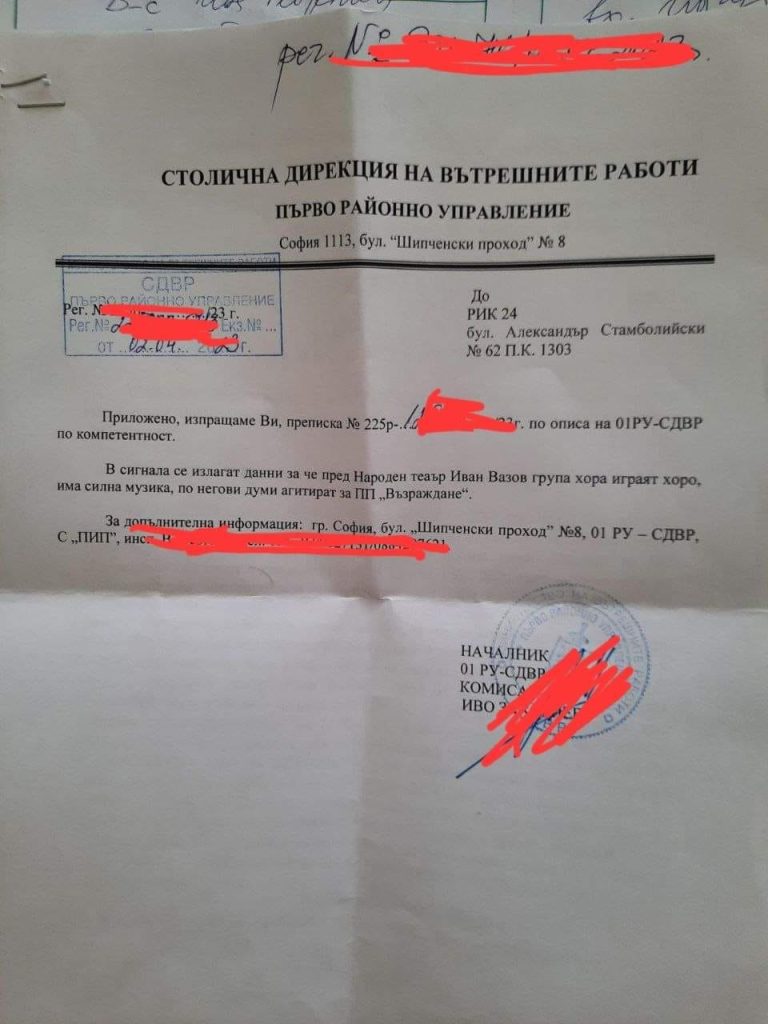 рег. №
СТОЛИЧНА ДИРЕКЦИЯ НА ВЪТРЕШНИТЕ РАБОТИ
ПЪРВО РАЙОННО УПРАВЛЕНИЕ
София 1113, бул. “Шипченски проход” № 8
СДВР
ПЪРВО РАЙОННО УПРАВЛЕНИЕ
Рег. №
/23 г.
Рег.№ 2 Екз.№ ...
от ..02.04... 2023г.
До
РИК 24
бул. Александър Стамболийски
№ 62 П.К. 1303
Приложено, изпращаме Ви, преписка № 225р-. г. по описа на 01РУ-СДВР
по компетентност.
В сигнала се излагат данни за че пред Народен театър Иван Вазов група хора играят хоро,
има силна музика, по негови думи агитират за ПП „Възраждане“.
За допълнителна информация: гр. София, бул. „Шипченски проход” №8, 01 РУ – СДВР,
С „ПИП”, инсп.
НАЧАЛНИК
01 РУ-СДВР
КОМИСА
ИВО